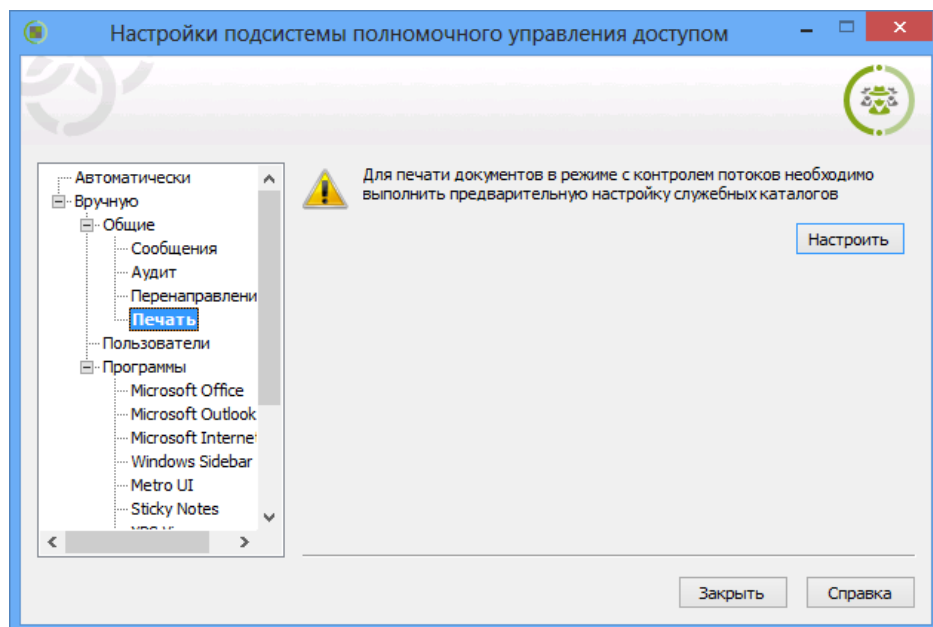 Настройки подсистемы полномочного управления доступом
Автоматически
Вручную
Общие
Сообщения
Аудит
Перенаправлени
Печать
Пользователи
Программы
Microsoft Office
Microsoft Outlook
Microsoft Interne
Windows Sidebar
Metro UI
Sticky Notes
Для печати документов в режиме с контролем потоков необходимо
выполнить предварительную настройку служебных каталогов
Настроить
Закрыть
Справка